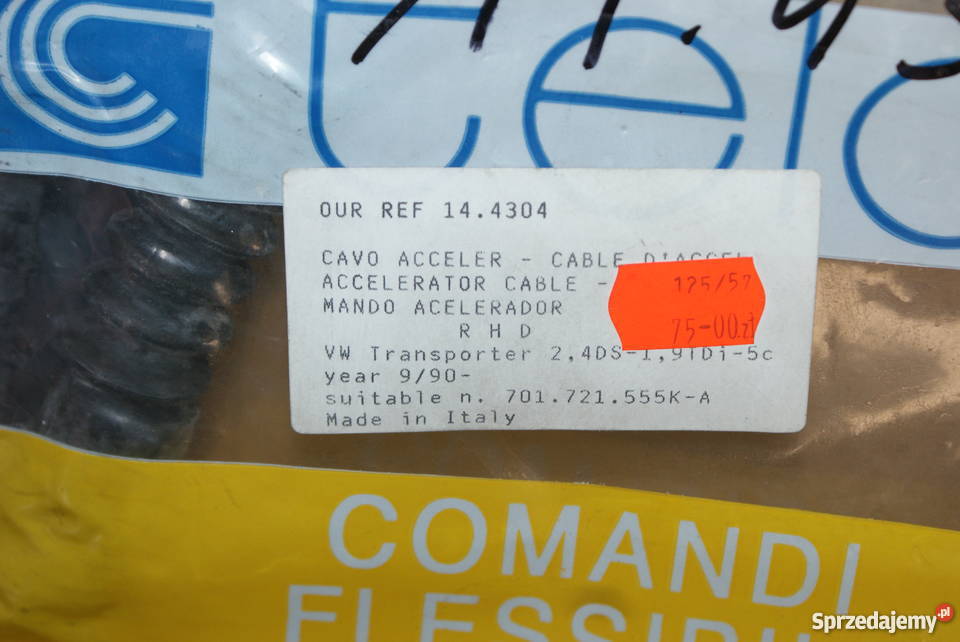 OUR REF 14.4304
CAVO ACCELER - CABLE D'ACCEL
ACCELERATOR CABLE -
125/57
MANDO ACELERADOR
75-00zł
R H D
VW Transporter 2,4DS-1,9TDi-5c
year 9/90-
suitable n. 701.721.555K-A
Made in Italy
COMANDI
Sprzedajemy.pl